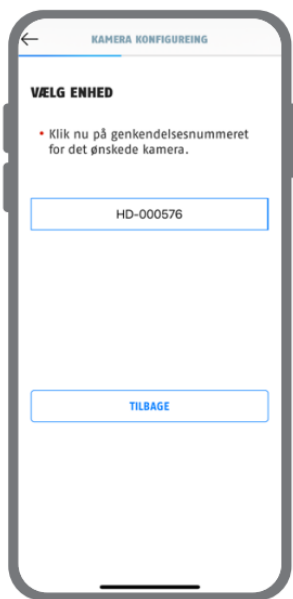 KAMERA KONFIGUREING
VÆLG ENHED
• Klik nu på genkendelsesnummeret
for det ønskede kamera.
HD-000576
TILBAGE